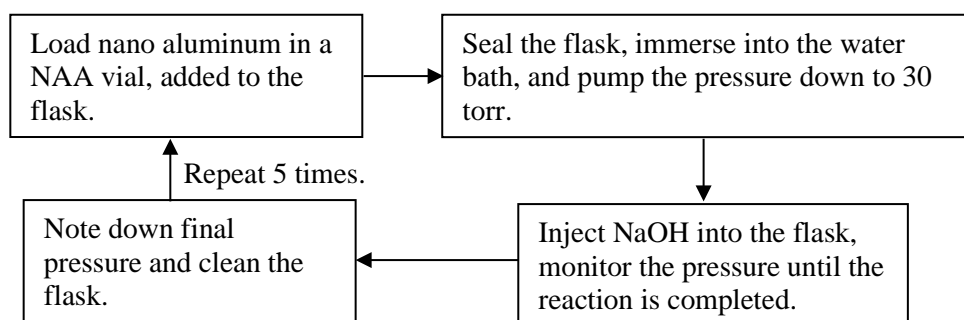 Load nano aluminum in a
NAA vial, added to the
flask.
Seal the flask, immerse into the water
bath, and pump the pressure down to 30
torr.
Inject NaOH into the flask,
monitor the pressure until the
reaction is completed.
Note down final
pressure and clean the
flask.
Repeat 5 times.